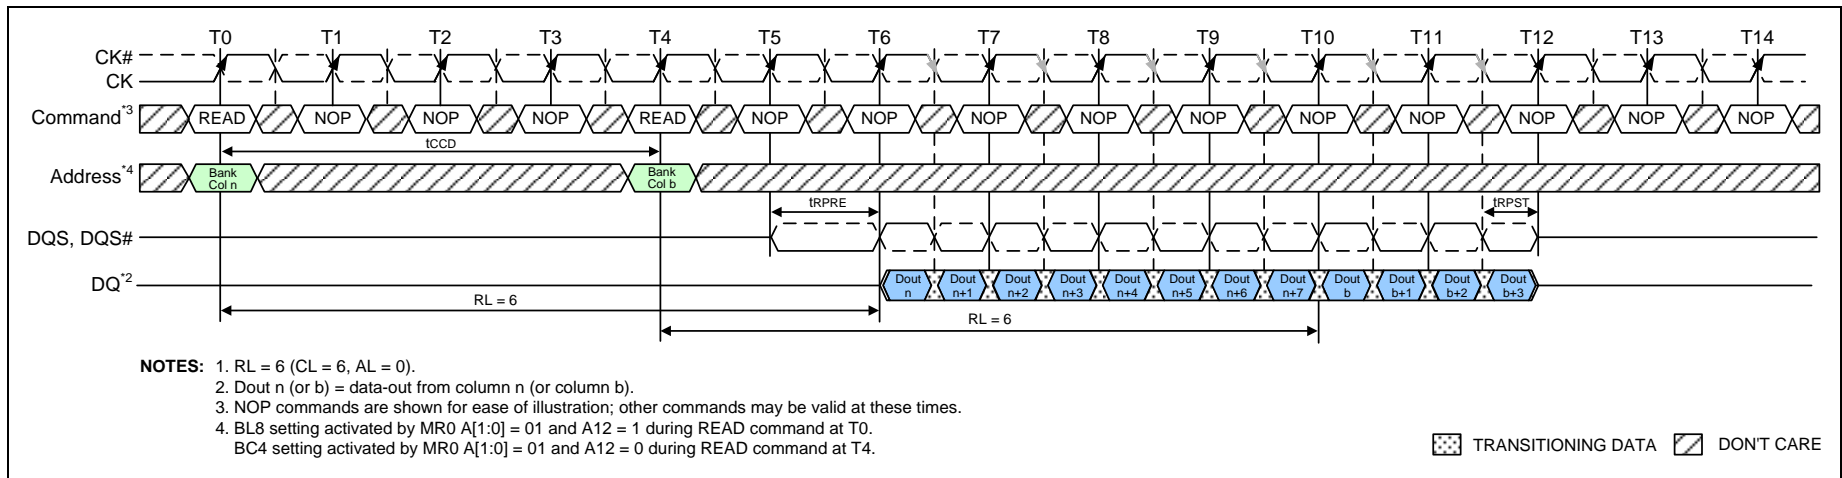 T0 T1 T2 T3 T4 T5 T6 T7 T8 T9 T10 T11 T12 T13 T14
CK#
CK
Command*3 READ NOP NOP NOP READ NOP NOP NOP NOP NOP NOP NOP NOP NOP NOP
tCCD
Address*4 Bank Col n Bank Col b
tRPRE tRPST
DQS, DQS#
DQ*2 Dout n Dout n+1 Dout n+2 Dout n+3 Dout n+4 Dout n+5 Dout n+6 Dout n+7 Dout b Dout b+1 Dout b+2 Dout b+3
RL = 6
RL = 6
NOTES: 1. RL = 6 (CL = 6, AL = 0).
2. Dout n (or b) = data-out from column n (or column b).
3. NOP commands are shown for ease of illustration; other commands may be valid at these times.
4. BL8 setting activated by MR0 A[1:0] = 01 and A12 = 1 during READ command at T0.
BC4 setting activated by MR0 A[1:0] = 01 and A12 = 0 during READ command at T4.
TRANSITIONING DATA DON'T CARE